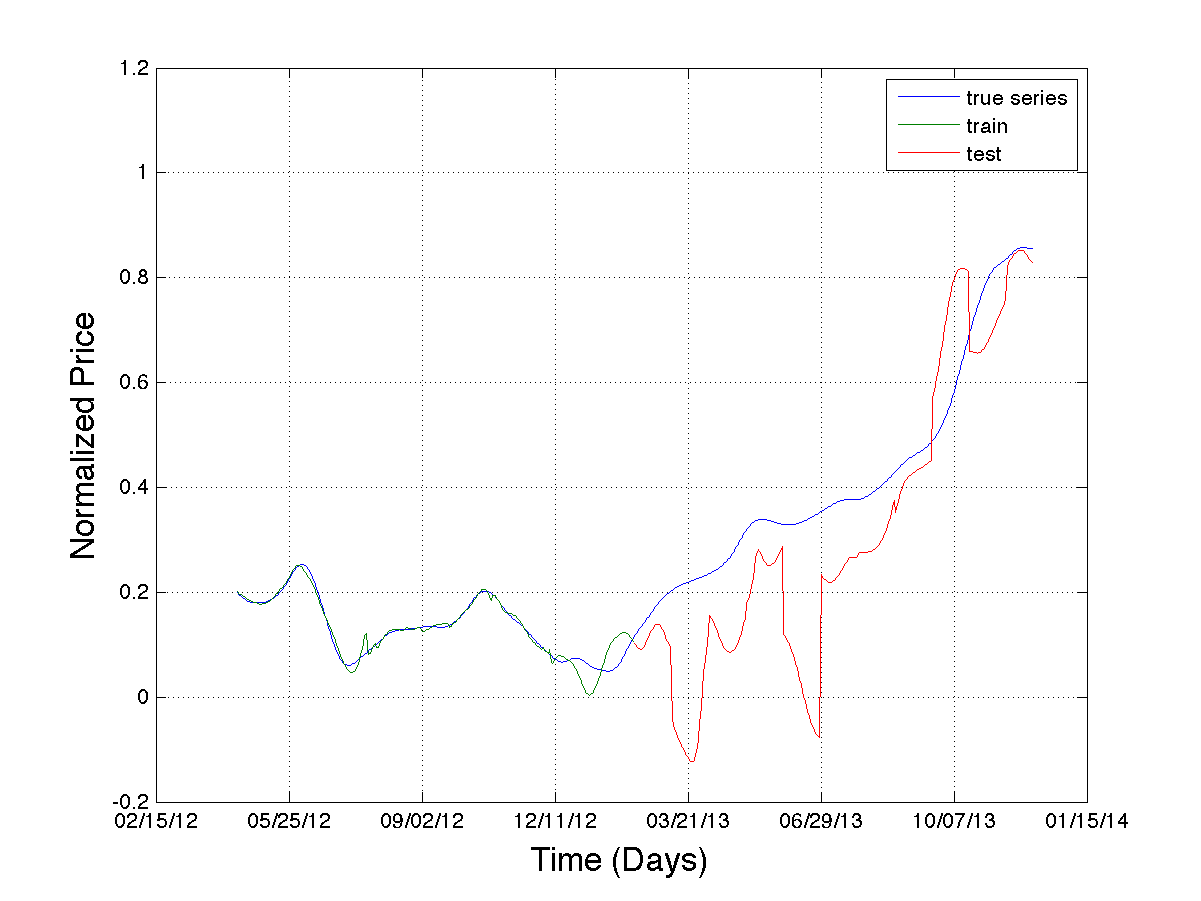 1.2
1
0.8
0.6
0.4
0.2
0
-0.2
Normalized Price
true series
train
test
02/15/12 05/25/12 09/02/12 12/11/12 03/21/13 06/29/13 10/07/13 01/15/14
Time (Days)